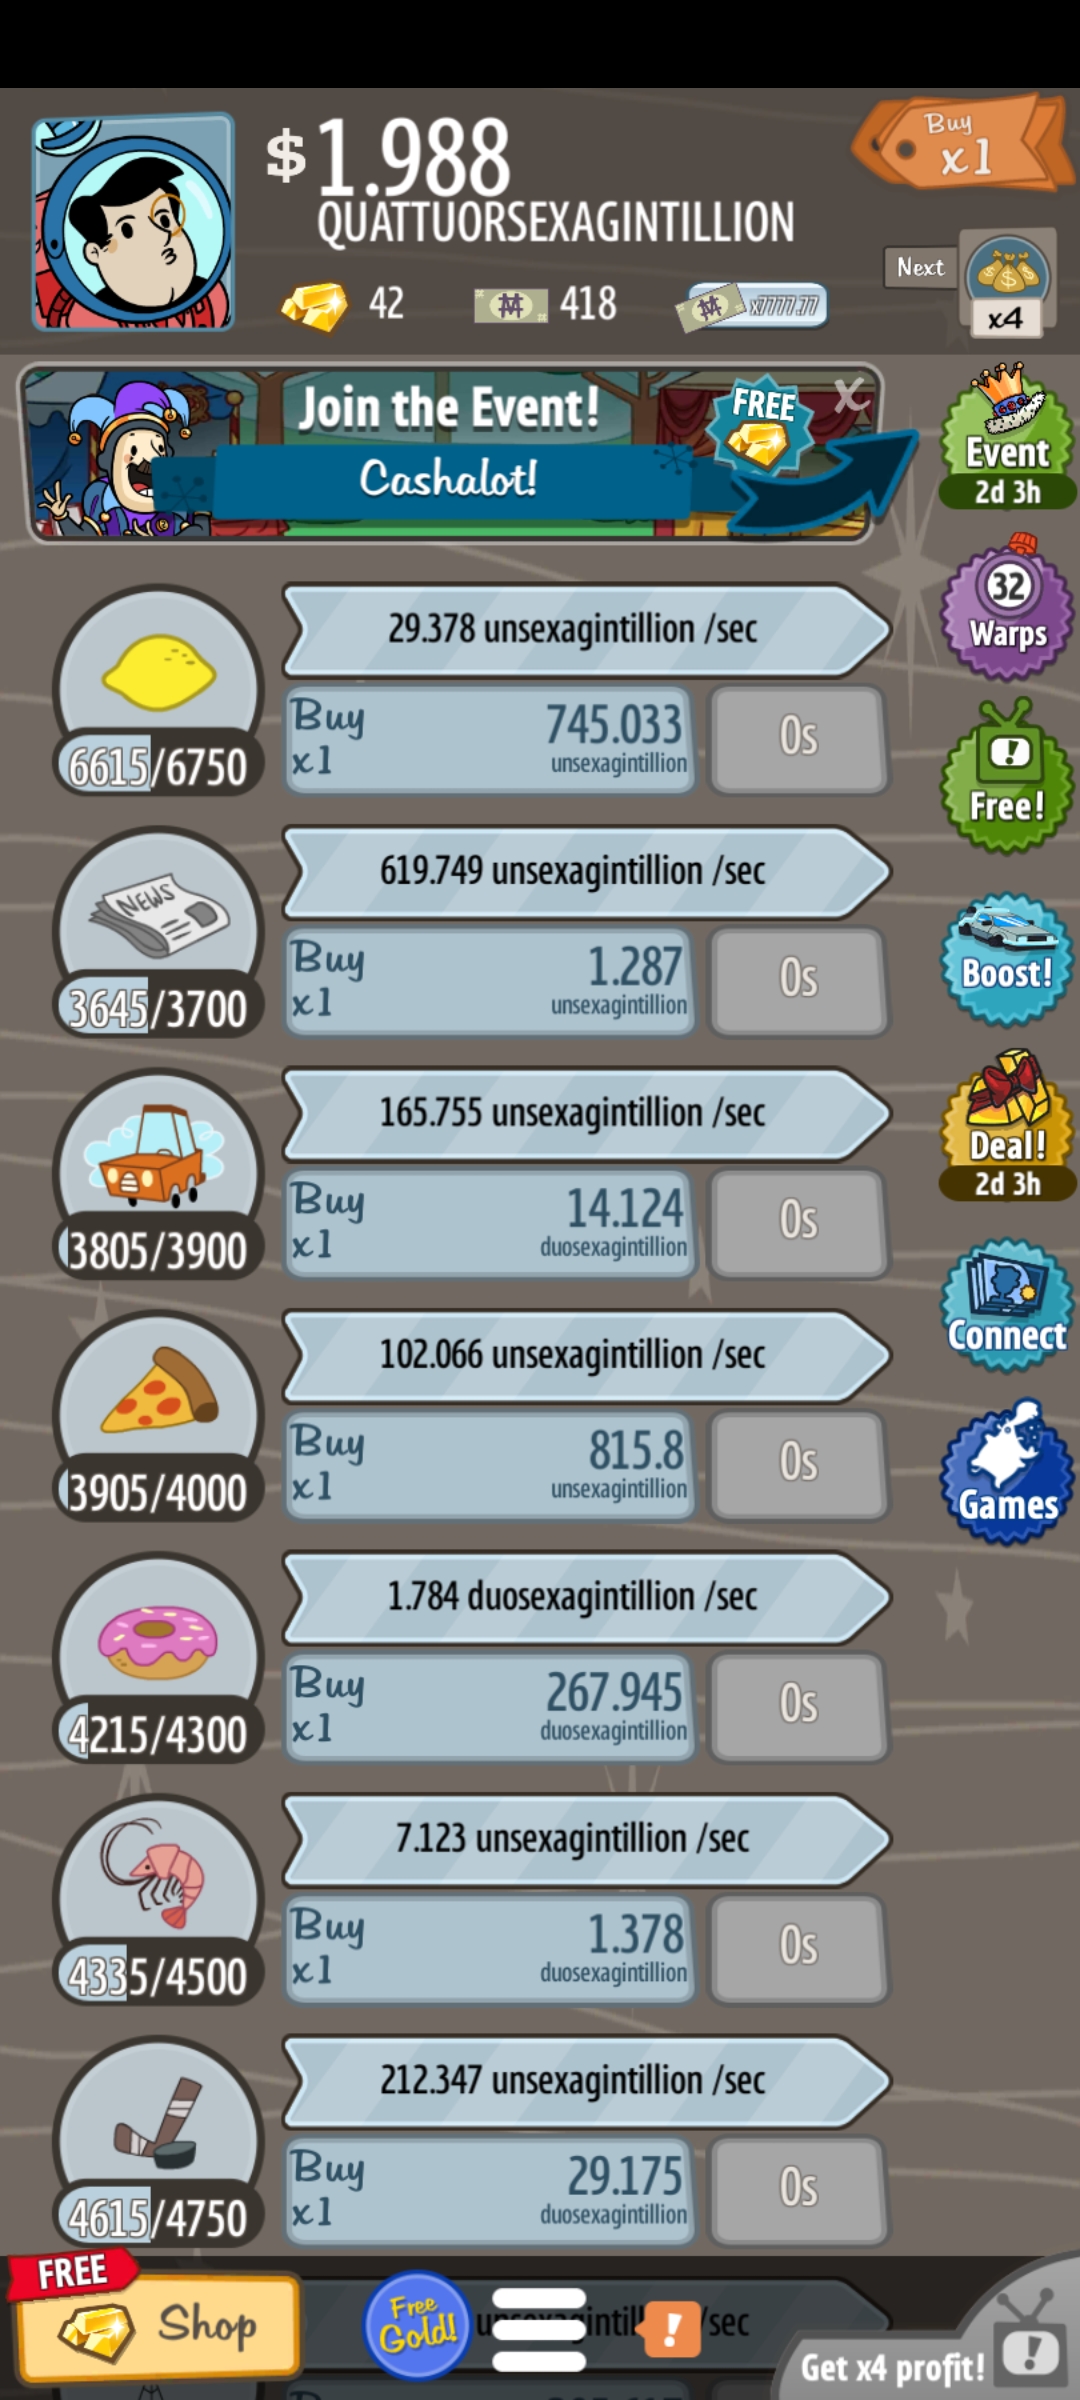 $1.988
QUATTUORSEXAGINTILLION
Buy
x1
42
418
x7777.77
Next
x4
Join the Event!
Cashalot!
FREE
X
Event
2d 3h
29.378 unsexagintillion /sec
6615/6750
Buy
x1
745.033
unsexagintillion
0s
32
Warps
NEWS
619.749 unsexagintillion /sec
3645/3700
Buy
x1
1.287
unsexagintillion
0s
!
Free!
Boost!
165.755 unsexagintillion /sec
3805/3900
Buy
x1
14.124
duosexagintillion
0s
Deal!
2d 3h
102.066 unsexagintillion /sec
3905/4000
Buy
x1
815.8
unsexagintillion
0s
Connect
Games
1.784 duosexagintillion /sec
4215/4300
Buy
x1
267.945
duosexagintillion
0s
7.123 unsexagintillion /sec
4335/4500
Buy
x1
1.378
duosexagintillion
0s
212.347 unsexagintillion /sec
4615/4750
Buy
x1
29.175
duosexagintillion
0s
FREE
Shop
Free
Gold!
!
/sec
Get x4 profit!
!
Buy